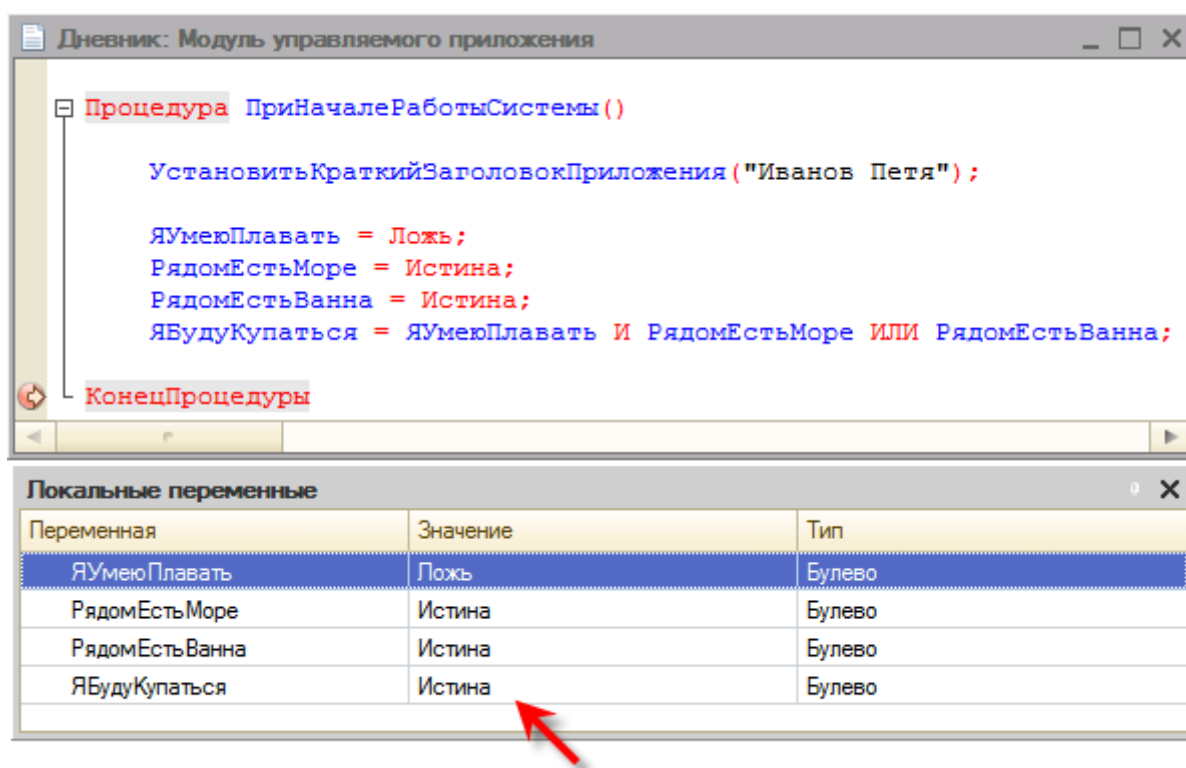 Дневник: Модуль управляемого приложения
Процедура ПриНачалеРаботыСистемы()
УстановитьКраткийЗаголовокПриложения("Иванов Петя");
ЯУмеюПлавать = Ложь;
РядомЕстьМоре = Истина;
РядомЕстьВанна = Истина;
ЯБудуКупаться = ЯУмеюПлавать И РядомЕстьМоре ИЛИ РядомЕстьВанна;
КонецПроцедуры
Локальные переменные
Переменная Значение Тип
ЯУмеюПлавать Ложь Булево
РядомЕстьМоре Истина Булево
РядомЕстьВанна Истина Булево
ЯБудуКупаться Истина Булево